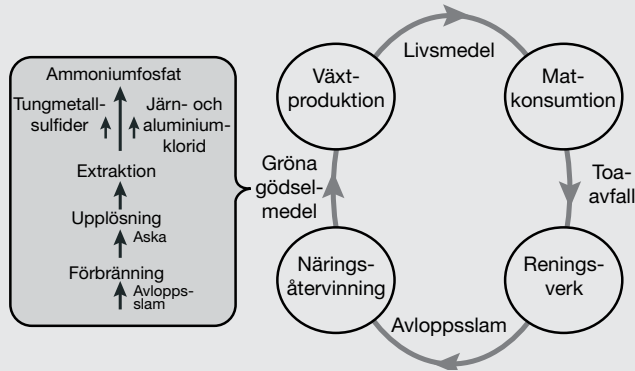 Ammoniumfosfat
Tungmetall-
sulfider
Järn- och
aluminium-
klorid
Extraktion
Upplösning
Aska
Förbränning
Avlopps-
slam
Gröna
gödsel-
medel
Växt-
produktion
Livsmedel
Mat-
konsumtion
Toa-
avfall
Renings-
verk
Avloppsslam
Närings-
återvinning